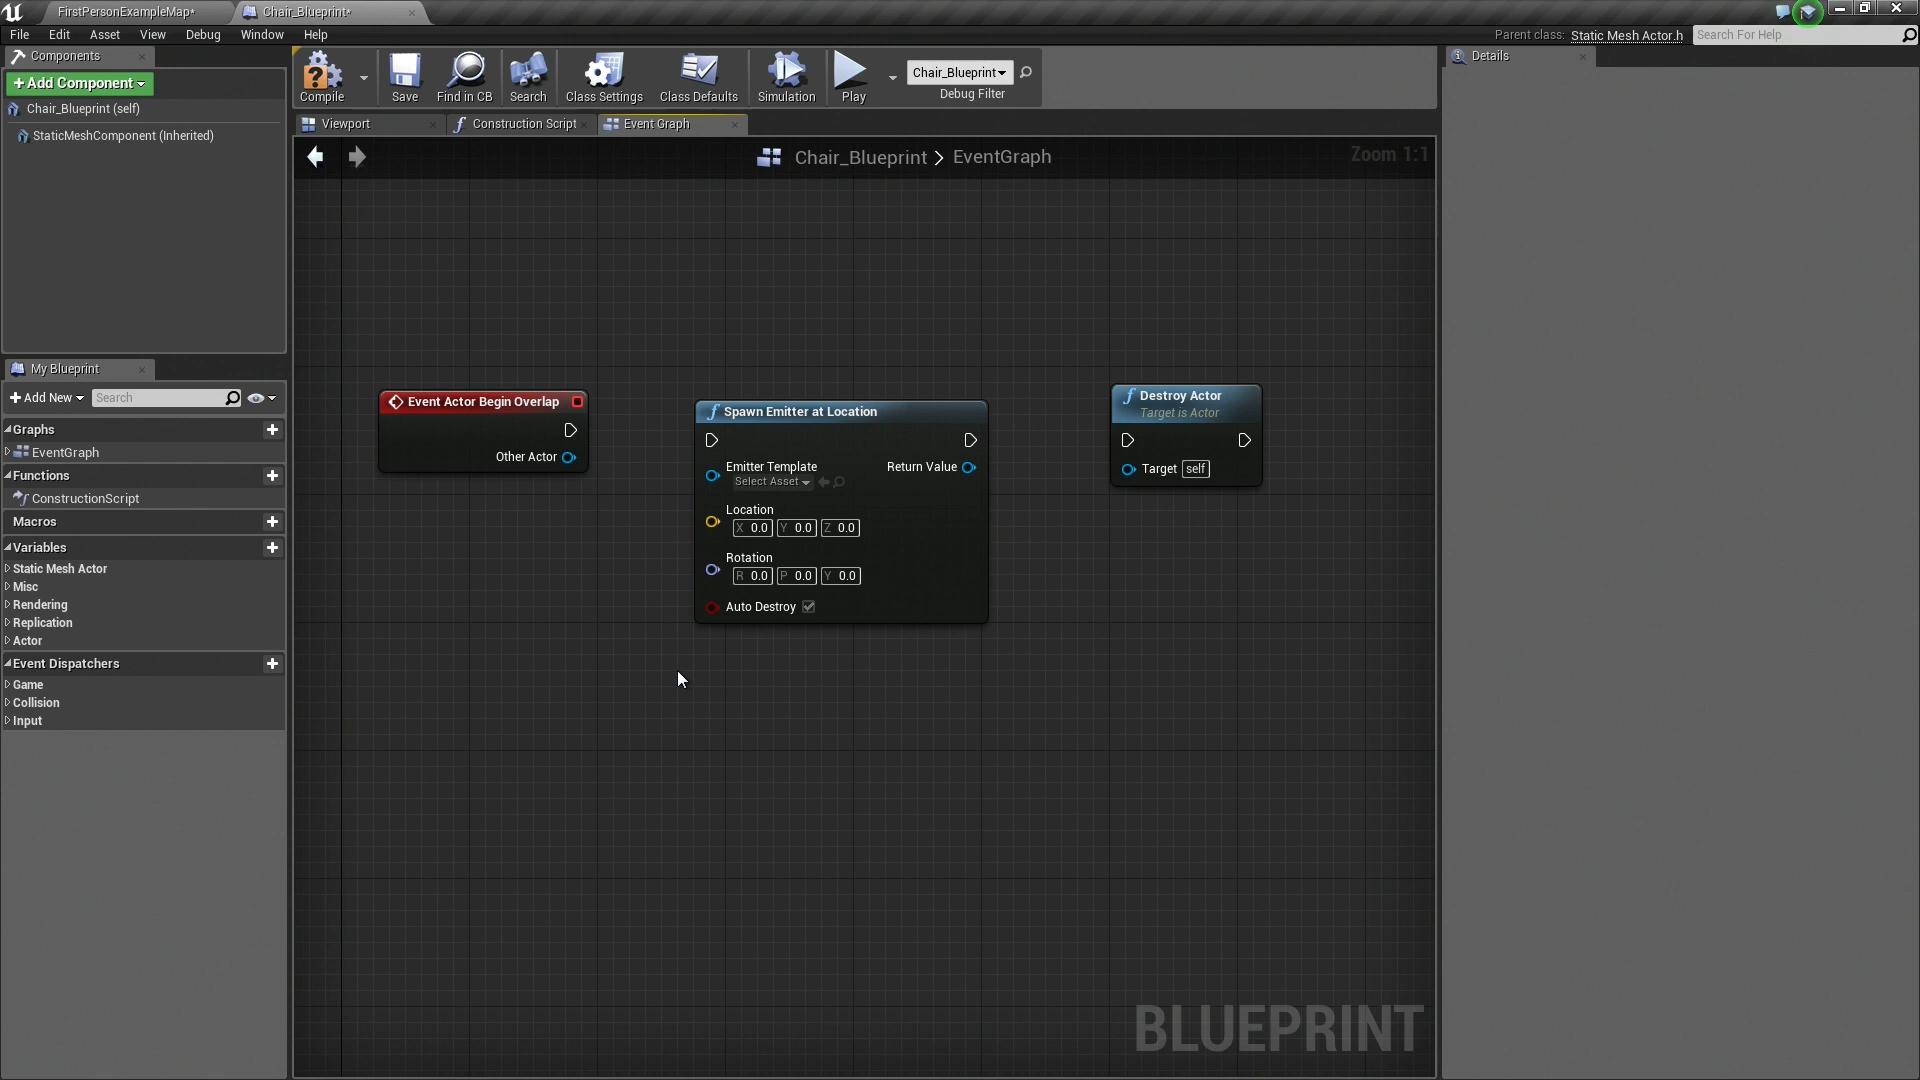 FirstPersonExampleMap*
Chair_Blueprint*
File Edit Asset View Debug Window Help
Parent class: Static Mesh Actor.h
Search For Help
Components
+Add Component
Chair_Blueprint (self)
StaticMeshComponent (Inherited)
Compile
Save
Find in CB
Search
Class Settings
Class Defaults
Simulation
Play
Chair_Blueprint
Debug Filter
Details
Viewport
Construction Script
Event Graph
Chair_Blueprint > EventGraph
Zoom 1:1
My Blueprint
+Add New
Search
Graphs
EventGraph
Functions
ConstructionScript
Macros
Variables
Static Mesh Actor
Misc
Rendering
Replication
Actor
Event Dispatchers
Game
Collision
Input
Event Actor Begin Overlap
Other Actor
f Spawn Emitter at Location
Emitter Template
Select Asset
Return Value
Location
X 0.0 Y 0.0 Z 0.0
Rotation
R 0.0 P 0.0 Y 0.0
Auto Destroy
f Destroy Actor
Target is Actor
Target self
BLUEPRINT